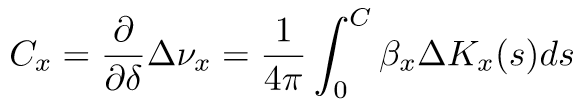 $C_x = \frac{\partial}{\partial \delta} \Delta \nu_x = \frac{1}{4\pi} \int_0^C \beta_x \Delta K_x(s) ds$